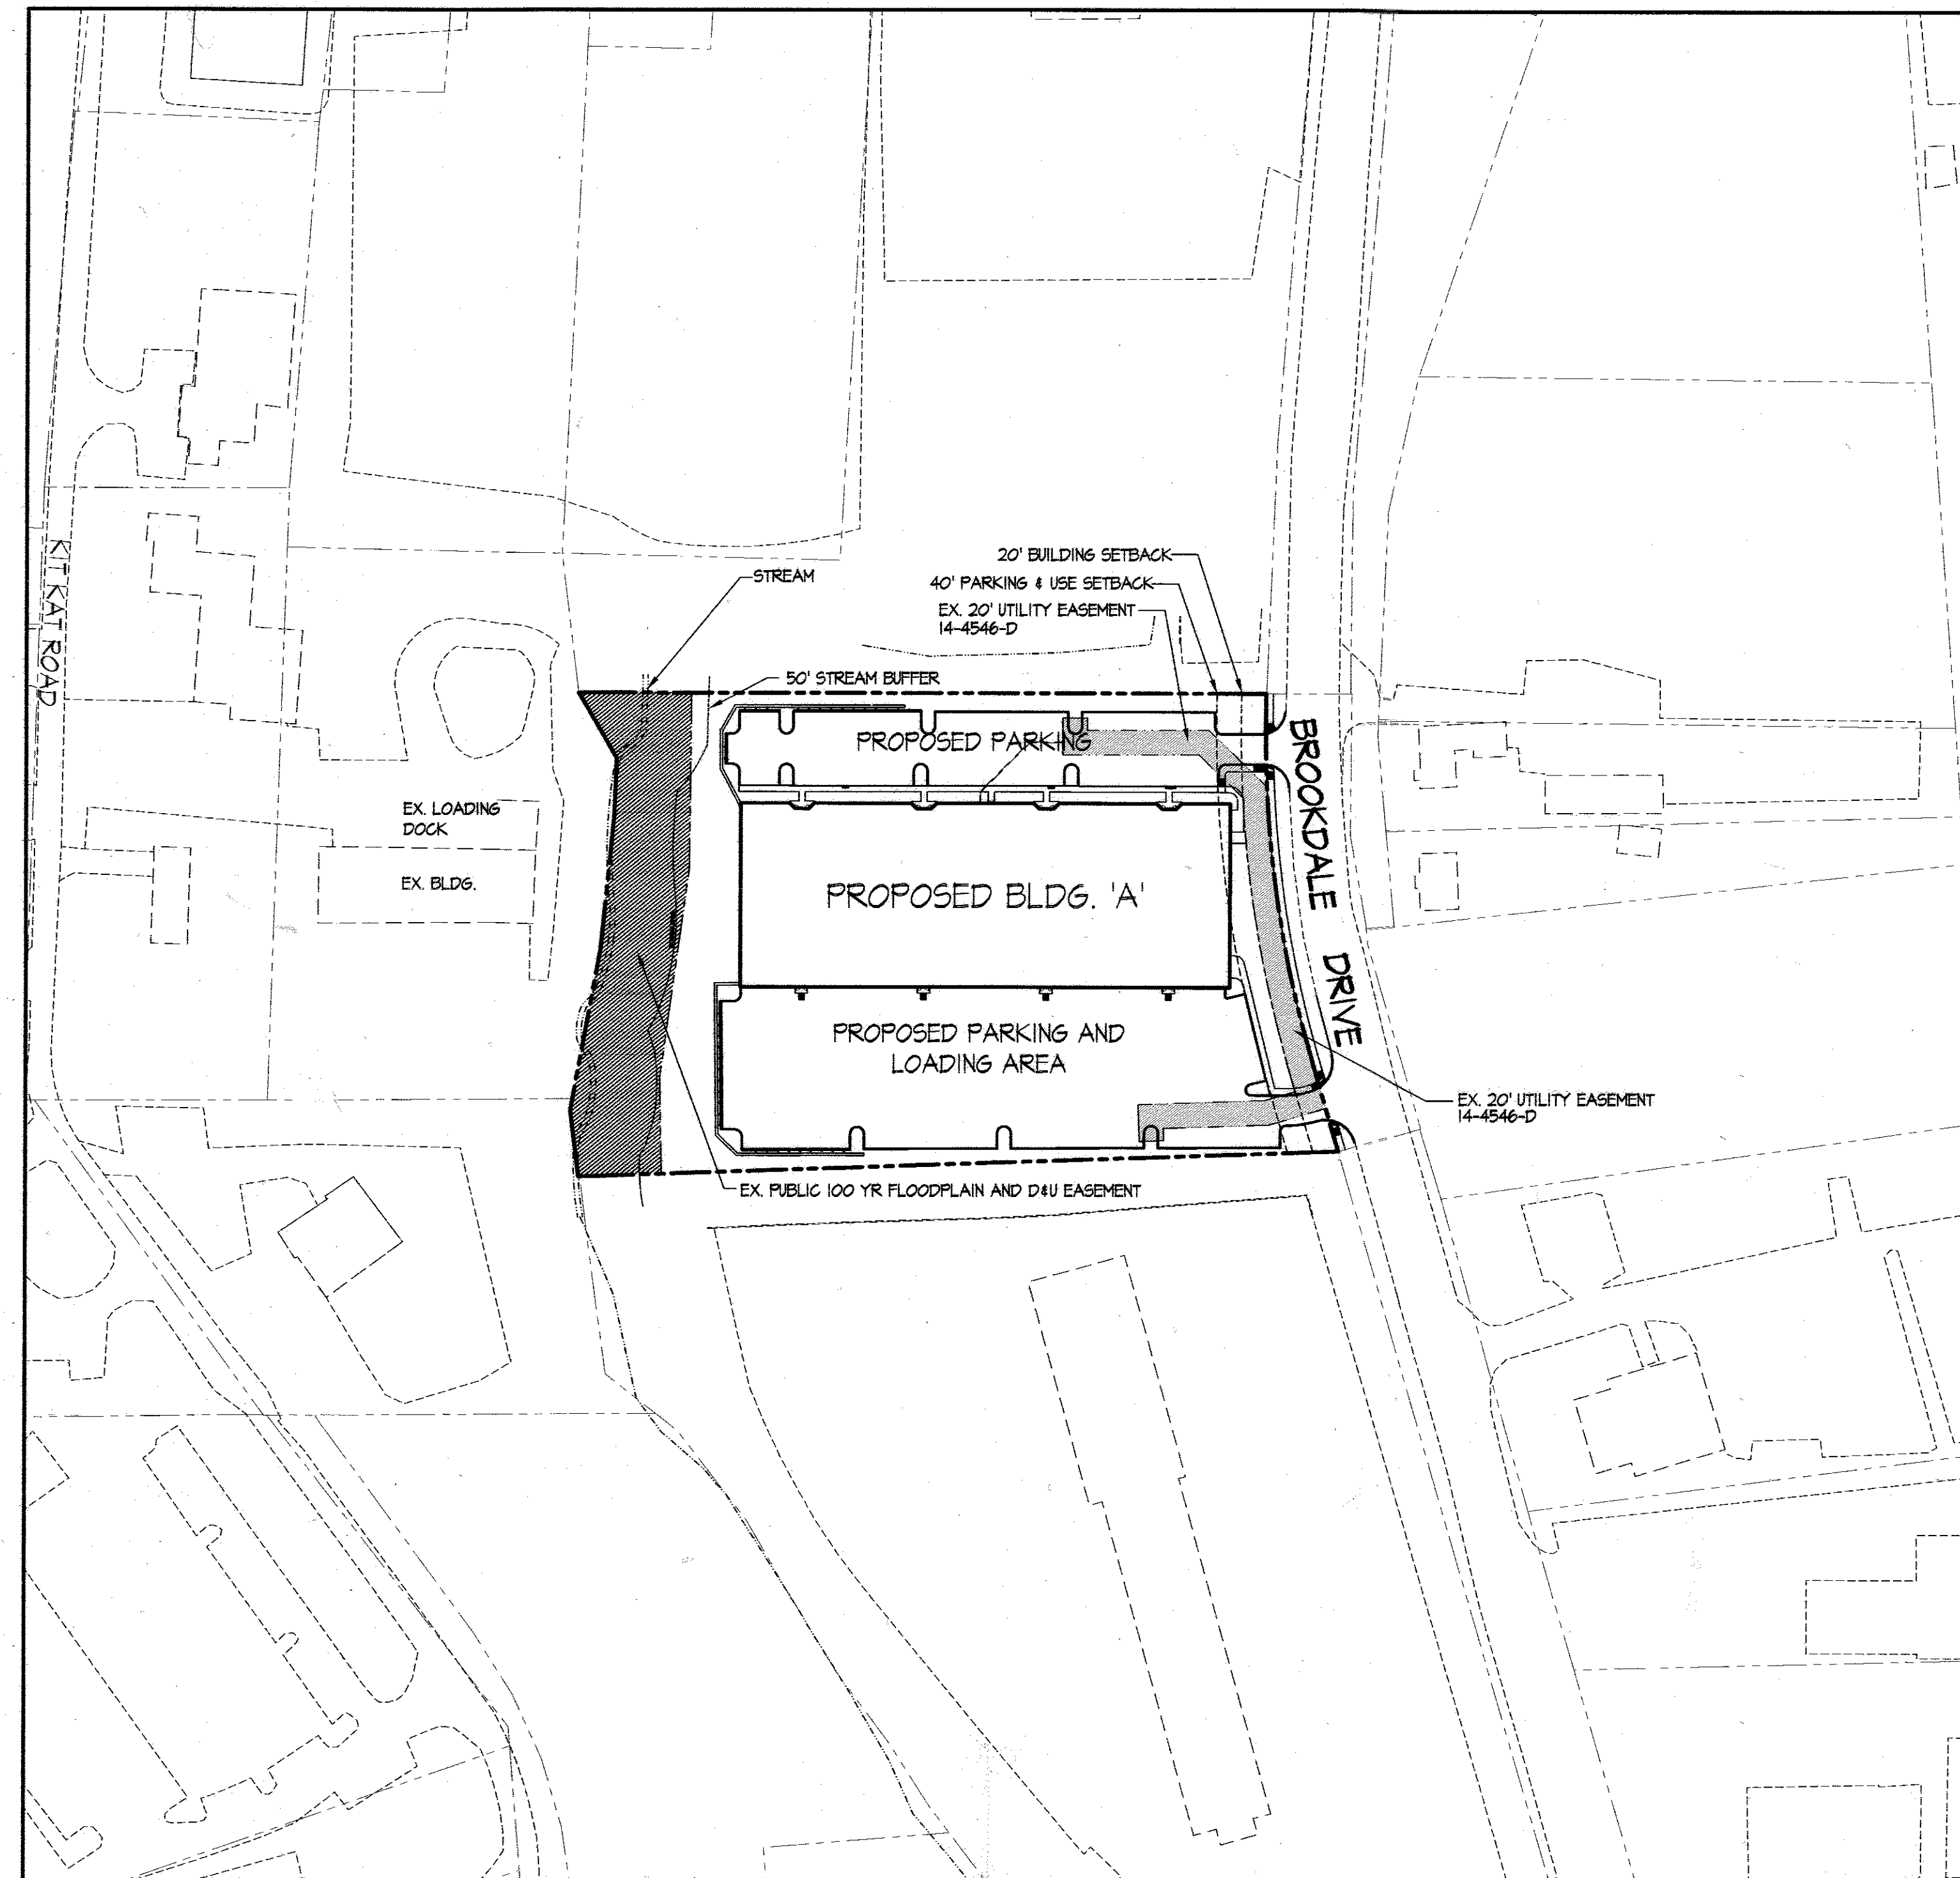 20' BUILDING SETBACK
STREAM
40' PARKING & USE SETBACK
EX. 20' UTILITY EASEMENT
14-4546-D
KIT KAT ROAD
50' STREAM BUFFER
PROPOSED PARKING
BROOKDALE DRIVE
EX. LOADING
DOCK
EX. BLDG.
PROPOSED BLDG. 'A'
PROPOSED PARKING AND
LOADING AREA
EX. 20' UTILITY EASEMENT
14-4546-D
EX. PUBLIC 100 YR FLOODPLAIN AND D&U EASEMENT